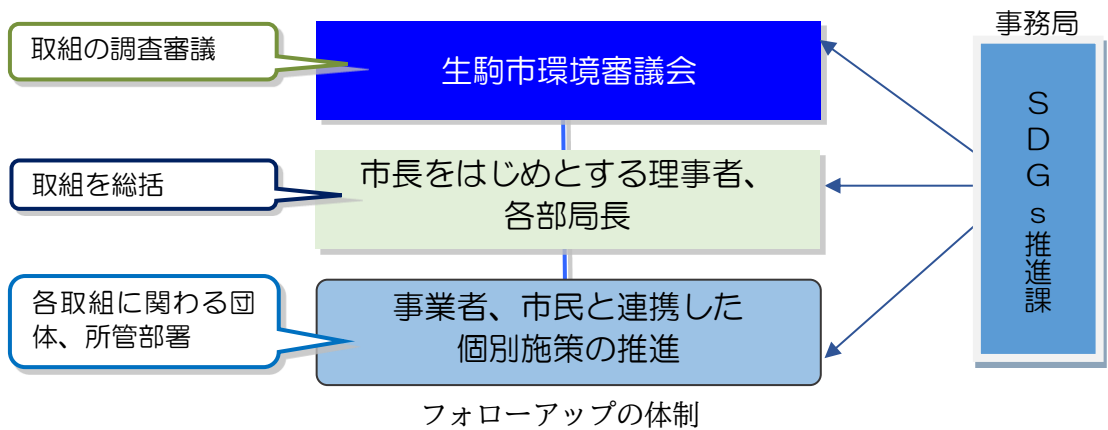 事務局
取組の調査審議
生駒市環境審議会
取組を総括
市長をはじめとする理事者、
各部局長
各取組に関わる団
体、所管部署
事業者、市民と連携した
個別施策の推進
SDGs推進課
フォローアップの体制